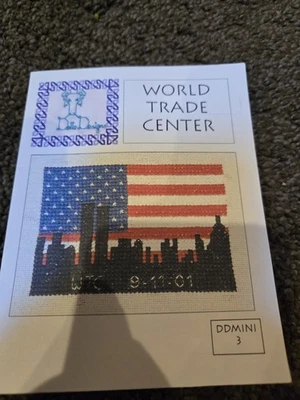 WORLD
TRADE
CENTER
WTC 9-11-01
DDMINI
3